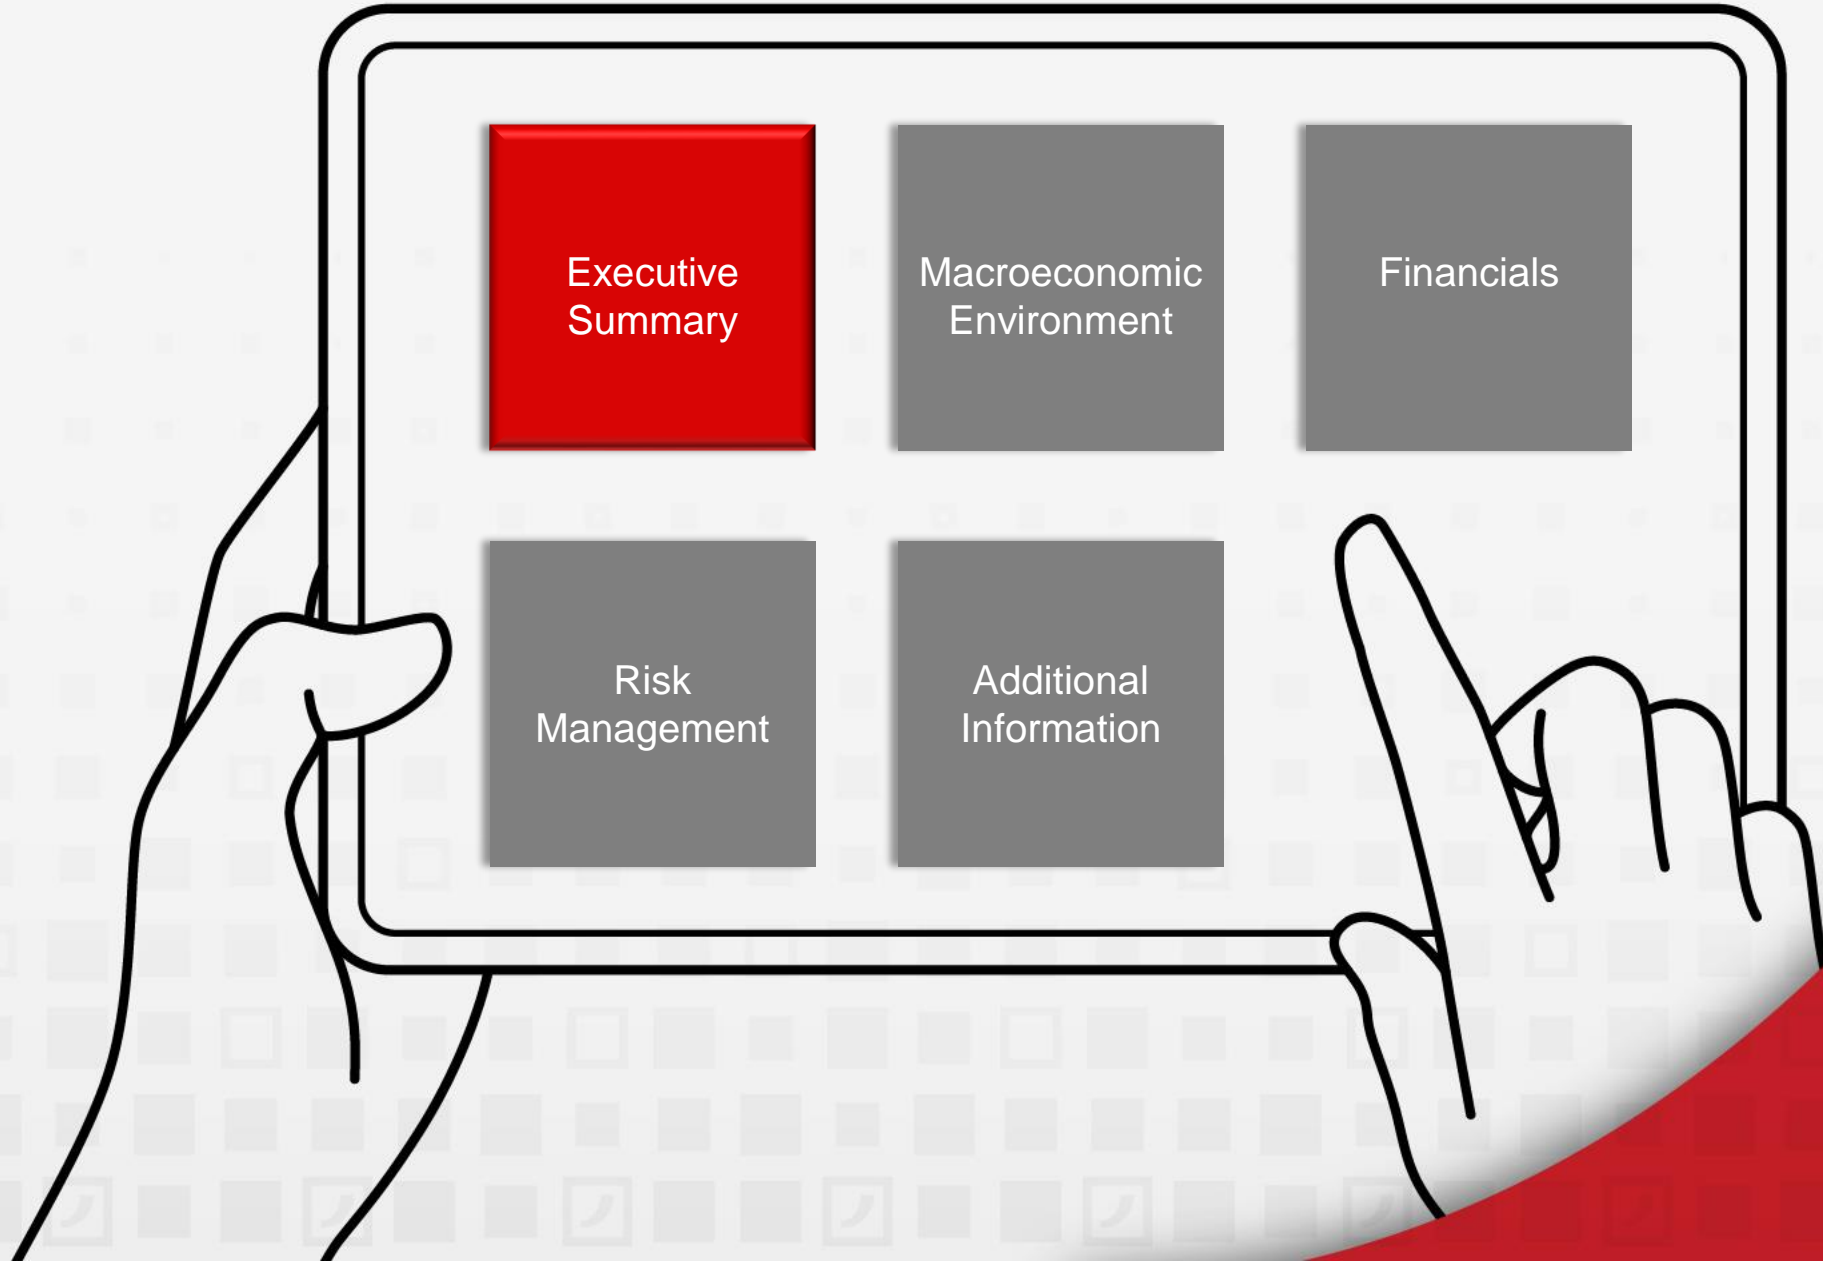 Executive
Summary
Macroeconomic
Environment
Financials
Risk
Management
Additional
Information